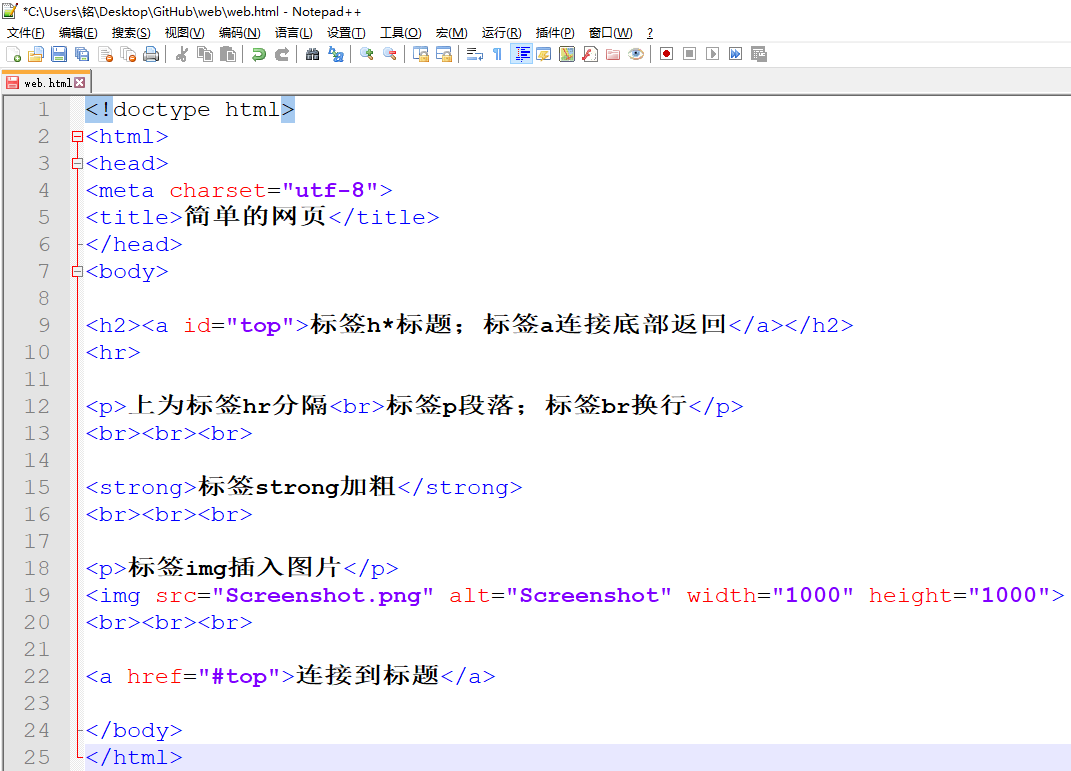 *C:\Users\铭\Desktop\GitHub\web\web.html - Notepad++
文件(F) 编辑(E) 搜索(S) 视图(V) 编码(N) 语言(L) 设置(T) 工具(O) 宏(M) 运行(R) 插件(P) 窗口(W) ?
web.html
1 <!doctype html>
2 <html>
3 <head>
4 <meta charset="utf-8">
5 <title>简单的网页</title>
6 </head>
7 <body>
8
9 <h2><a id="top">标签h*标题；标签a连接底部返回</a></h2>
10 <hr>
11
12 <p>上为标签hr分隔<br>标签p段落；标签br换行</p>
13 <br><br><br>
14
15 <strong>标签strong加粗</strong>
16 <br><br><br>
17
18 <p>标签img插入图片</p>
19 <img src="Screenshot.png" alt="Screenshot" width="1000" height="1000">
20 <br><br><br>
21
22 <a href="#top">连接到标题</a>
23
24 </body>
25 </html>